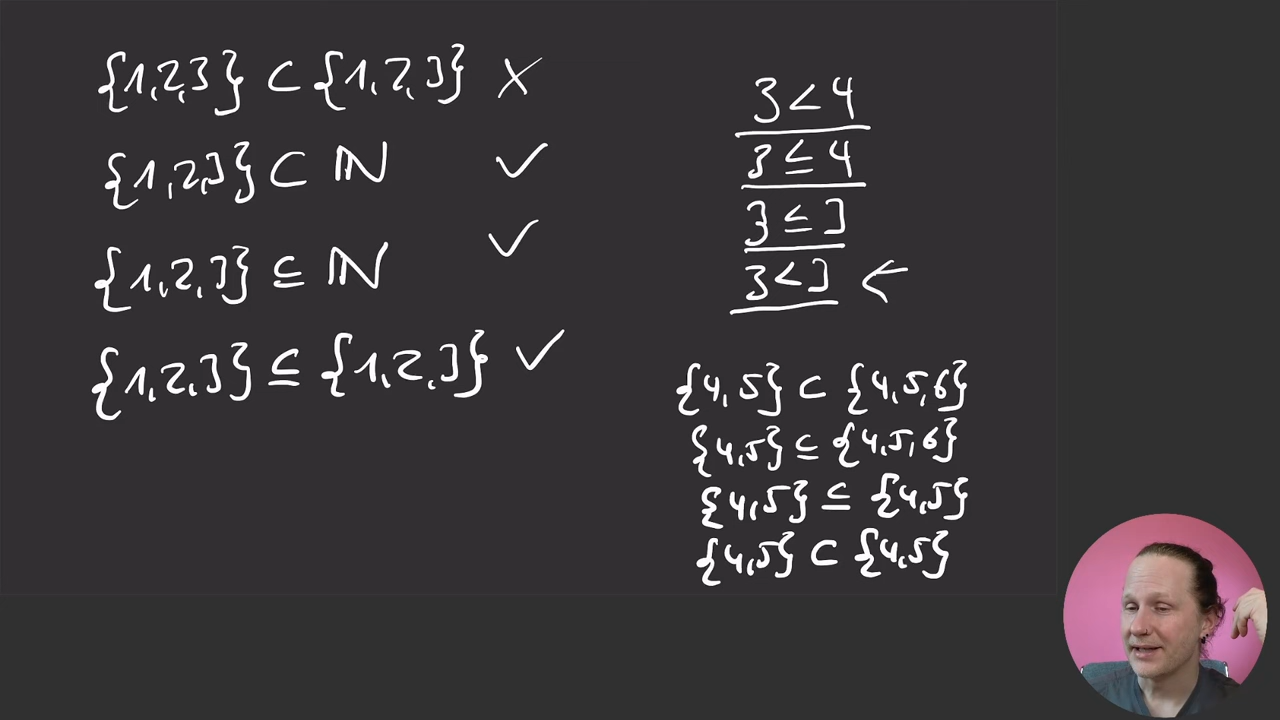 {1,2,3} ⊂ {1,2,3} ✗
{1,2,3} ⊂ ℕ ✓
{1,2,3} ⊆ ℕ ✓
{1,2,3} ⊆ {1,2,3} ✓
3 < 4
3 ≤ 4
3 ≤ 3
3 < 3 ←
{4,5} ⊂ {4,5,6}
{4,5} ⊆ {4,5,6}
{4,5} ⊆ {4,5}
{4,5} ⊂ {4,5}